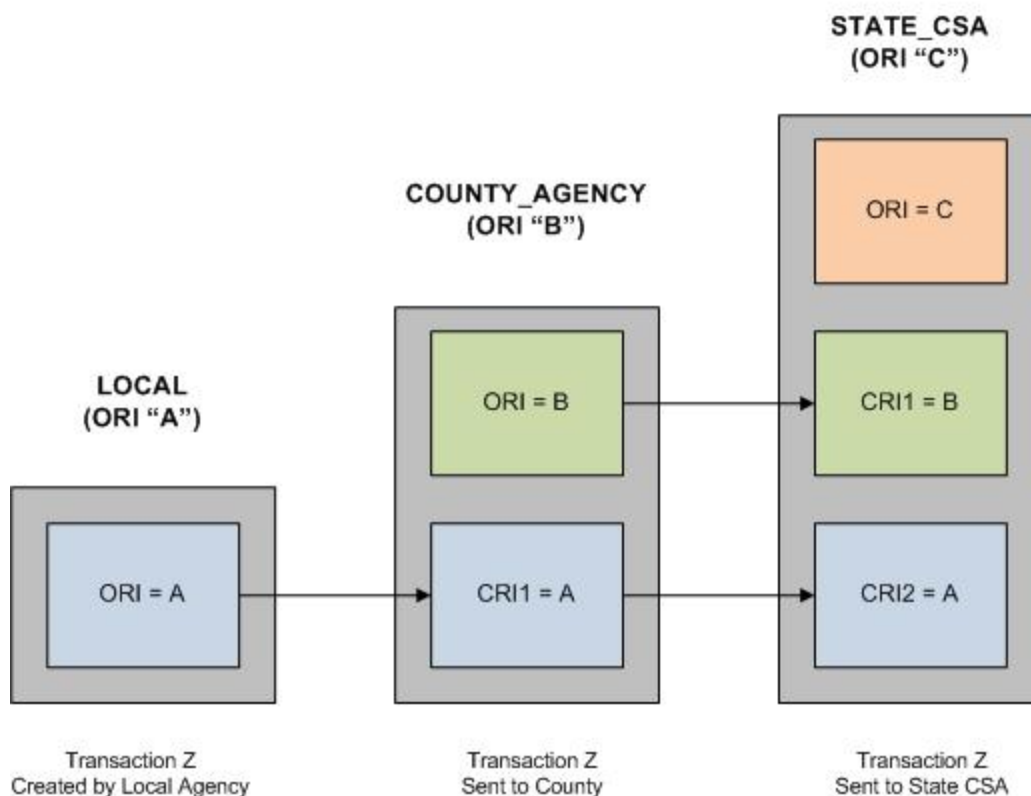 STATE_CSA
(ORI “C”)
ORI = C
COUNTY_AGENCY
(ORI “B”)
ORI = B
CRI1 = B
LOCAL
(ORI “A”)
ORI = A
CRI1 = A
CRI2 = A
Transaction Z
Created by Local Agency
Transaction Z
Sent to County
Transaction Z
Sent to State CSA